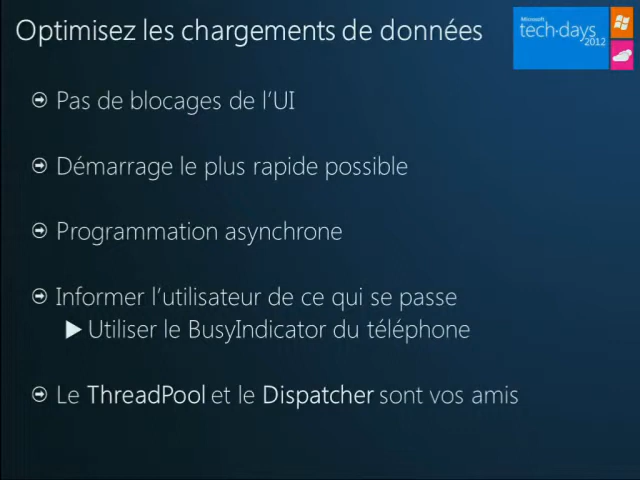 Optimisez les chargements de données
Microsoft
tech·days
2012
Pas de blocages de l'UI
Démarrage le plus rapide possible
Programmation asynchrone
Informer l'utilisateur de ce qui se passe
Utiliser le BusyIndicator du téléphone
Le ThreadPool et le Dispatcher sont vos amis